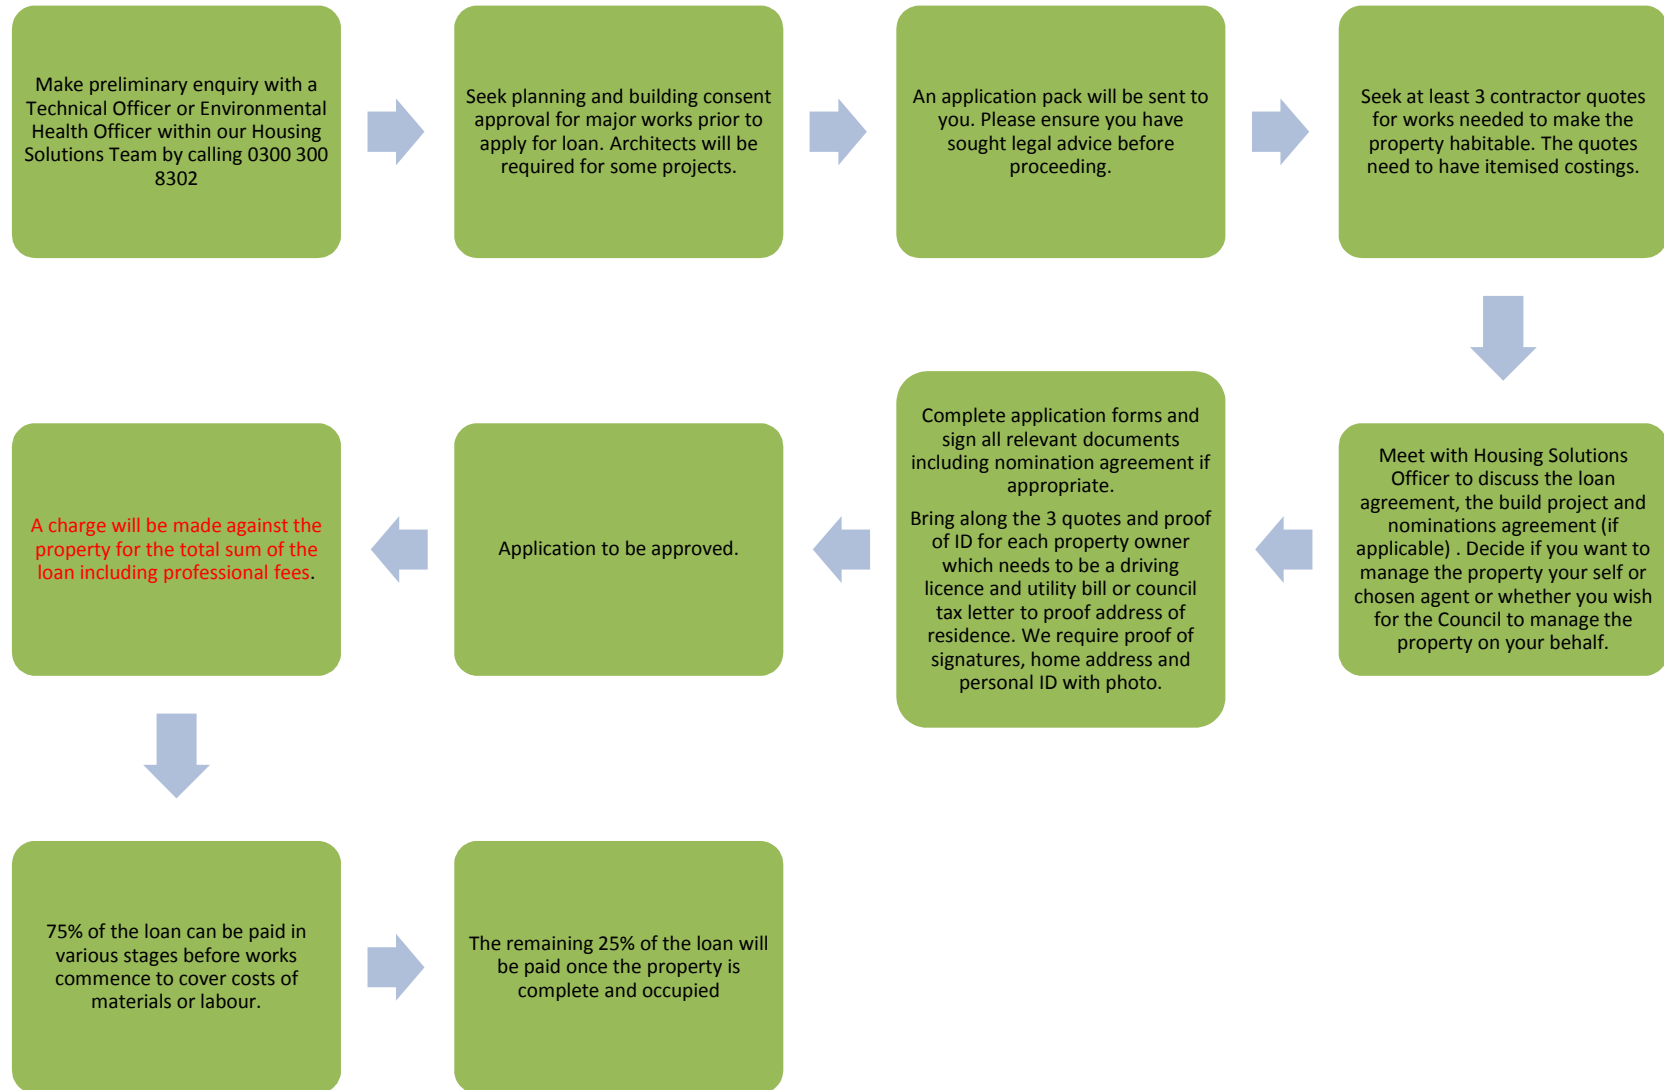 Make preliminary enquiry with a
Technical Officer or Environmental
Health Officer within our Housing
Solutions Team by calling 0300 300
8302
Seek planning and building consent
approval for major works prior to
apply for loan. Architects will be
required for some projects.
An application pack will be sent to
you. Please ensure you have
sought legal advice before
proceeding.
Seek at least 3 contractor quotes
for works needed to make the
property habitable. The quotes
need to have itemised costings.
Meet with Housing Solutions
Officer to discuss the loan
agreement, the build project and
nominations agreement (if
applicable) . Decide if you want to
manage the property your self or
chosen agent or whether you wish
for the Council to manage the
property on your behalf.
Complete application forms and
sign all relevant documents
including nomination agreement if
appropriate.
Bring along the 3 quotes and proof
of ID for each property owner
which needs to be a driving
licence and utility bill or council
tax letter to proof address of
residence. We require proof of
signatures, home address and
personal ID with photo.
Application to be approved.
A charge will be made against the
property for the total sum of the
loan including professional fees.
75% of the loan can be paid in
various stages before works
commence to cover costs of
materials or labour.
The remaining 25% of the loan will
be paid once the property is
complete and occupied